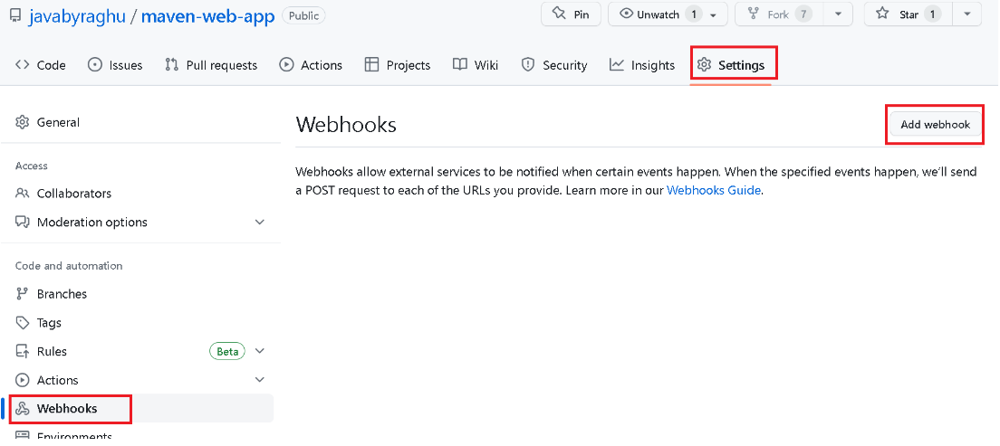 javabyraghu / maven-web-app Public Pin Unwatch 1 Fork 7 Star 1
Code Issues Pull requests Actions Projects Wiki Security Insights Settings
General
Access
Collaborators
Moderation options
Code and automation
Branches
Tags
Rules Beta
Actions
Webhooks
Environments
Webhooks Add webhook
Webhooks allow external services to be notified when certain events happen. When the specified events happen, we’ll send
a POST request to each of the URLs you provide. Learn more in our Webhooks Guide.